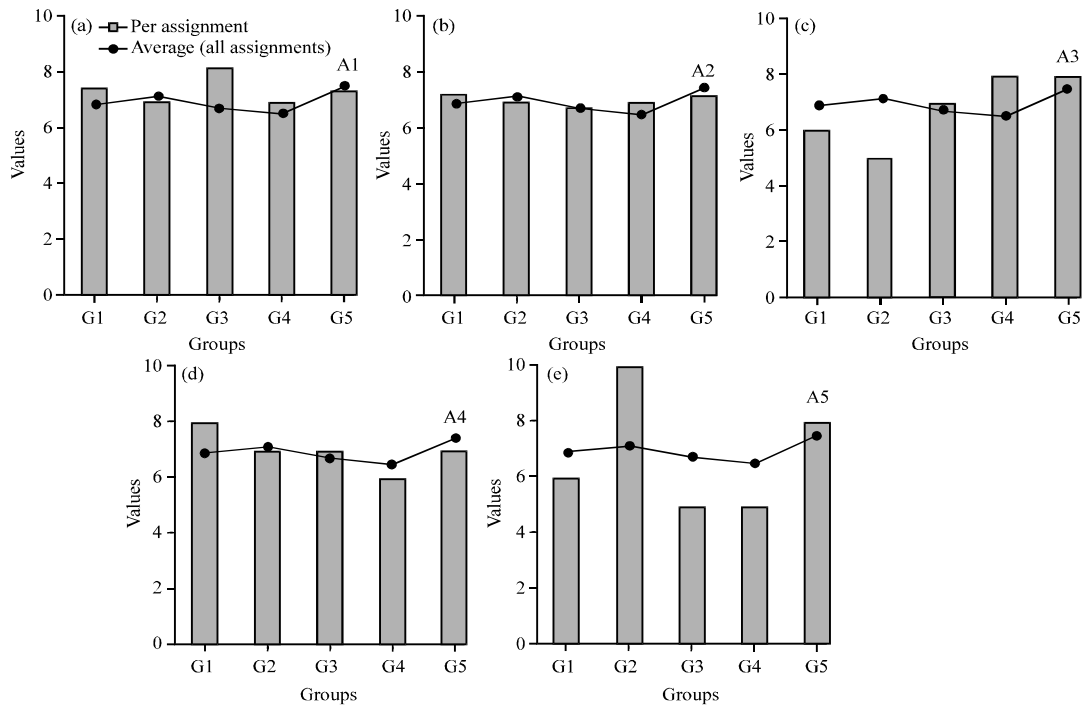 10
(a)
Per assignment
Average (all assignments)
8
A1
6
Values
4
2
0
G1 G2 G3 G4 G5
Groups
10
(b)
8
A2
6
Values
4
2
0
G1 G2 G3 G4 G5
Groups
10
(c)
8
A3
6
Values
4
2
0
G1 G2 G3 G4 G5
Groups
10
(d)
8
A4
6
Values
4
2
0
G1 G2 G3 G4 G5
Groups
10
(e)
8
A5
6
Values
4
2
0
G1 G2 G3 G4 G5
Groups